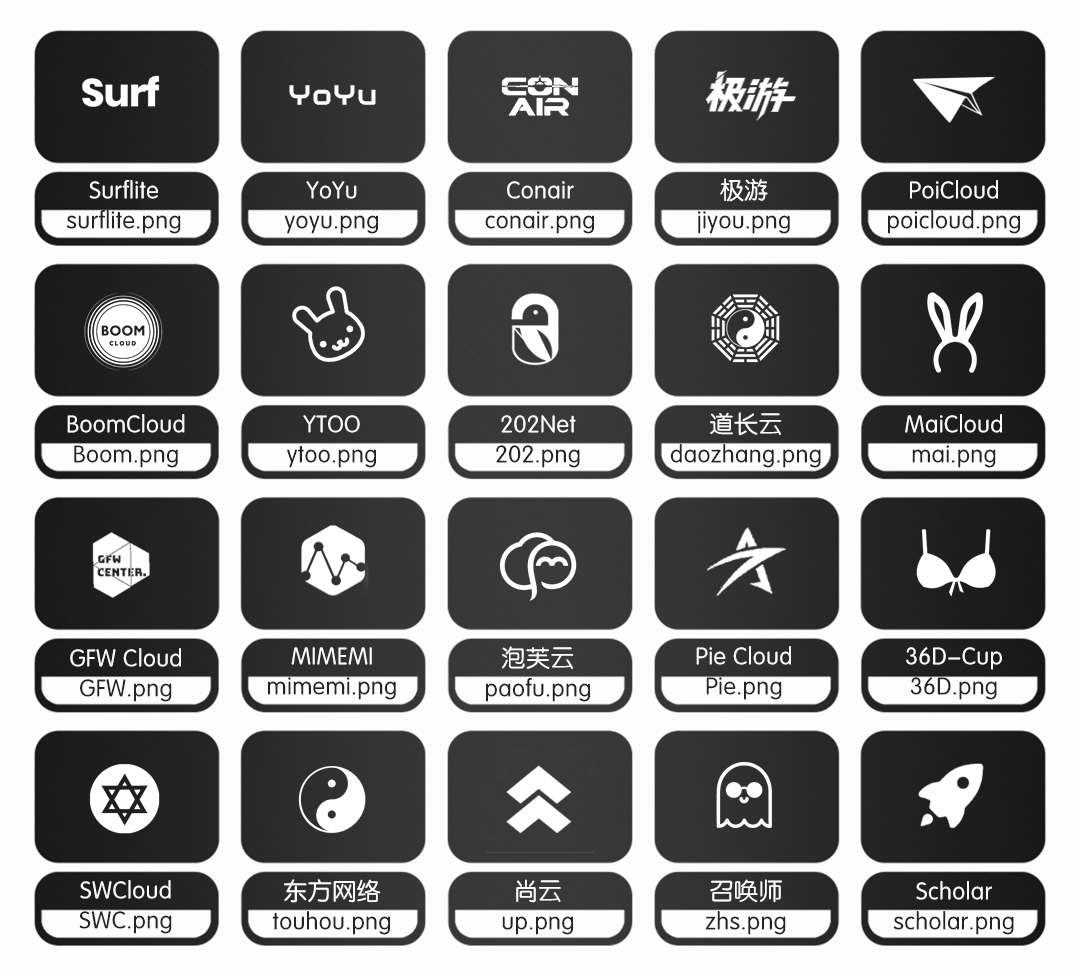 Surf
YoYu
CON
AIR
极游
Surflite
YoYu
Conair
极游
PoiCloud
surflite.png
yoyu.png
conair.png
jiyou.png
poicloud.png
BOOM
CLOUD
BoomCloud
YTOO
202Net
道长云
MaiCloud
Boom.png
ytoo.png
202.png
daozhang.png
mai.png
GFW
CENTER.
GFW Cloud
MIMEMI
泡芙云
Pie Cloud
36D-Cup
GFW.png
mimemi.png
paofu.png
Pie.png
36D.png
SWCloud
东方网络
尚云
召唤师
Scholar
SWC.png
touhou.png
up.png
zhs.png
scholar.png